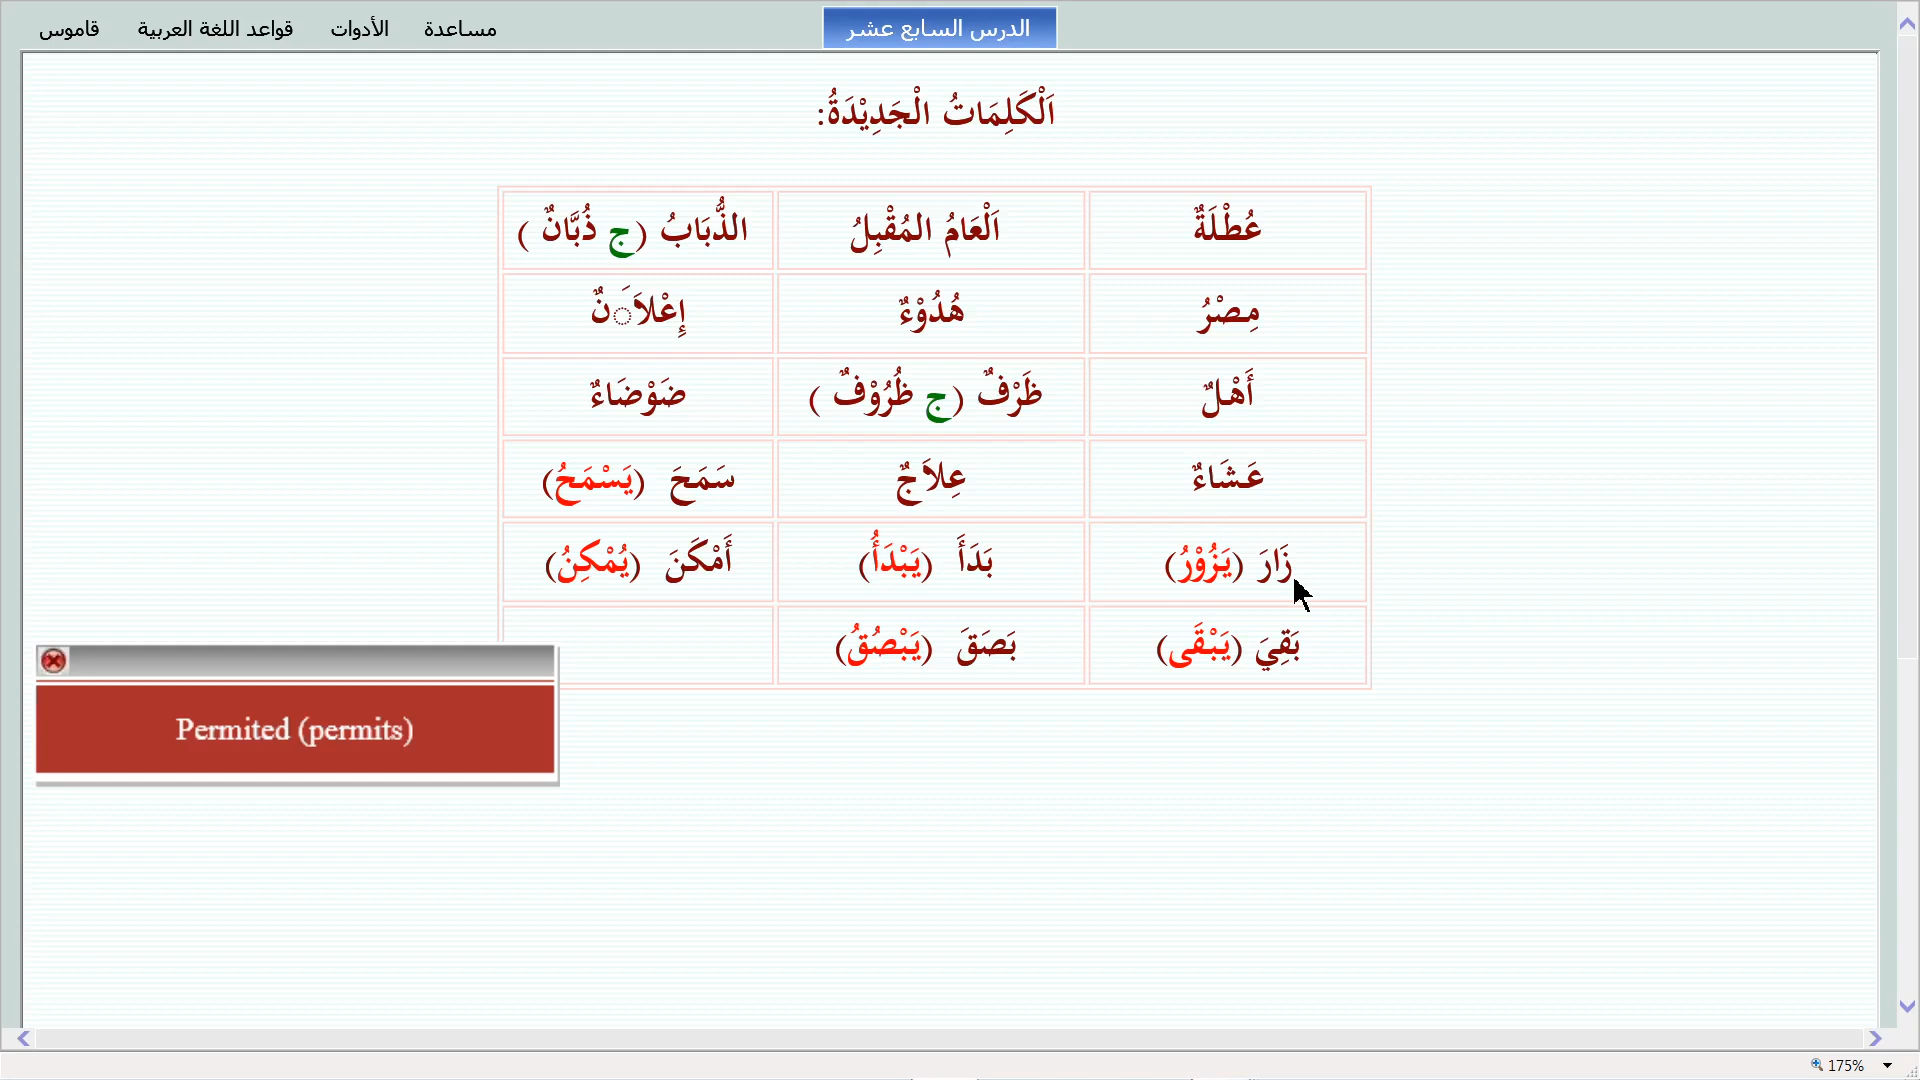 الدرس السابع عشر
مساعدة
الأدوات
قواعد اللغة العربية
قاموس
اَلْكَلِمَاتُ الْجَدِيْدَةُ:
عُطْلَةٌ
اَلْعَامُ المُقْبِلُ
الذُّبَابُ (ج ذُبَّانٌ )
مِصْرُ
هُدُوْءٌ
إِعْلاَ◌َنٌ
أَهْلٌ
ظَرْفٌ (ج ظُرُوْفٌ )
ضَوْضَاءٌ
عَشَاءٌ
عِلاَجٌ
سَمَحَ (يَسْمَحُ)
زَارَ (يَزُوْرُ)
بَدَأَ (يَبْدَأُ)
أَمْكَنَ (يُمْكِنُ)
بَقِيَ (يَبْقَى)
بَصَقَ (يَبْصُقُ)
Permited (permits)
175%